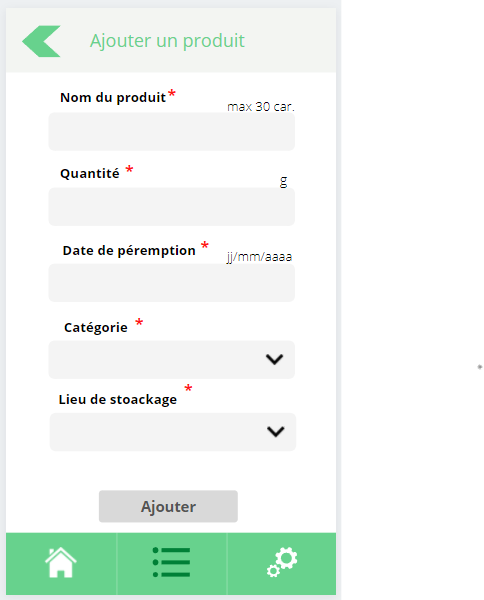 Ajouter un produit
Nom du produit *
max 30 car.
Quantité *
g
Date de péremption *
jj/mm/aaaa
Catégorie *
Lieu de stoackage *
Ajouter